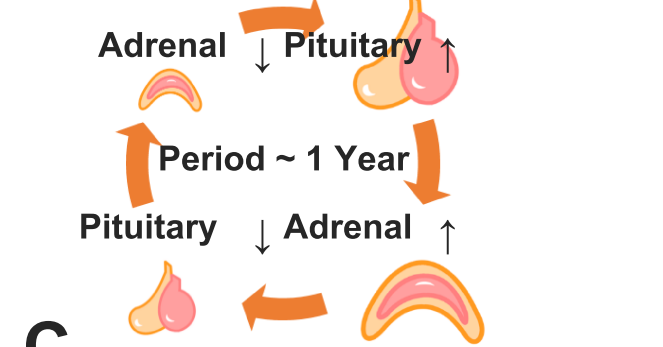 Adrenal ↓ Pituitary ↑
Period ~ 1 Year
Pituitary ↓ Adrenal ↑
C